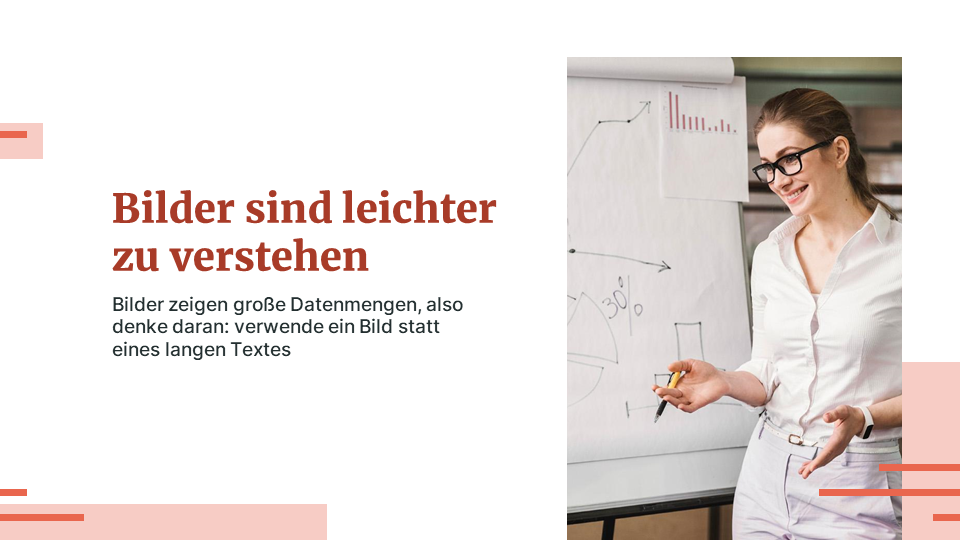 Bilder sind leichter
zu verstehen
Bilder zeigen große Datenmengen, also
denke daran: verwende ein Bild statt
eines langen Textes
30%